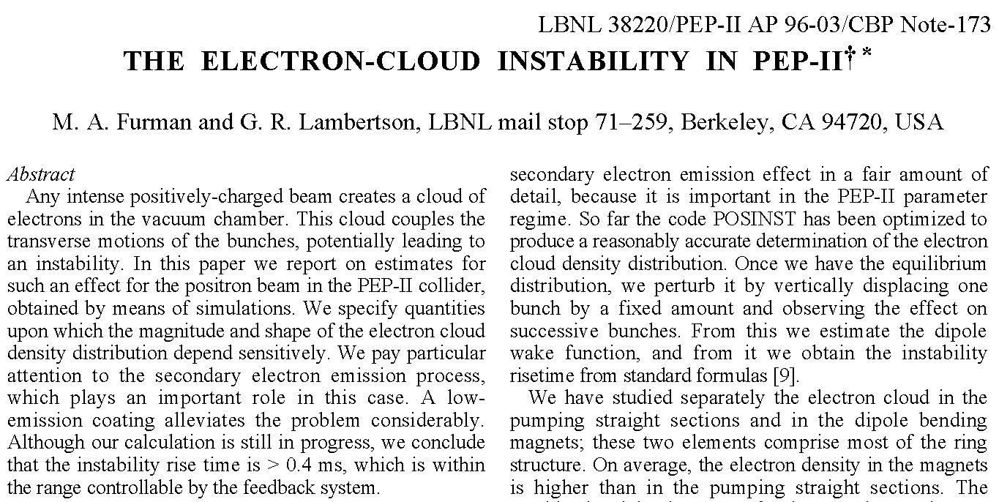 LBNL 38220/PEP-II AP 96-03/CBP Note-173
THE ELECTRON-CLOUD INSTABILITY IN PEP-II† *
M. A. Furman and G. R. Lambertson, LBNL mail stop 71–259, Berkeley, CA 94720, USA
Abstract
Any intense positively-charged beam creates a cloud of
electrons in the vacuum chamber. This cloud couples the
transverse motions of the bunches, potentially leading to
an instability. In this paper we report on estimates for
such an effect for the positron beam in the PEP-II collider,
obtained by means of simulations. We specify quantities
upon which the magnitude and shape of the electron cloud
density distribution depend sensitively. We pay particular
attention to the secondary electron emission process,
which plays an important role in this case. A low-
emission coating alleviates the problem considerably.
Although our calculation is still in progress, we conclude
that the instability rise time is > 0.4 ms, which is within
the range controllable by the feedback system.
secondary electron emission effect in a fair amount of
detail, because it is important in the PEP-II parameter
regime. So far the code POSINST has been optimized to
produce a reasonably accurate determination of the electron
cloud density distribution. Once we have the equilibrium
distribution, we perturb it by vertically displacing one
bunch by a fixed amount and observing the effect on
successive bunches. From this we estimate the dipole
wake function, and from it we obtain the instability
risetime from standard formulas [9].
We have studied separately the electron cloud in the
pumping straight sections and in the dipole bending
magnets; these two elements comprise most of the ring
structure. On average, the electron density in the magnets
is higher than in the pumping straight sections. The